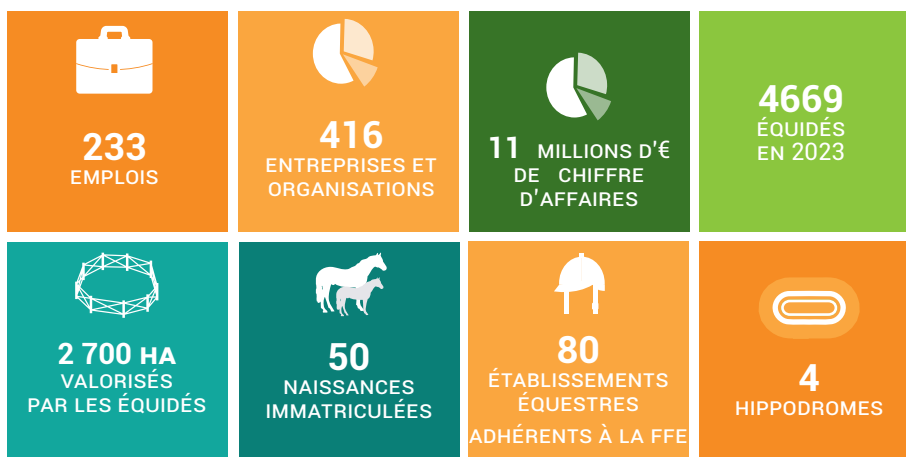 233
EMPLOIS
416
ENTREPRISES ET
ORGANISATIONS
11 MILLIONS D'€
DE CHIFFRE
D'AFFAIRES
4669
ÉQUIDÉS
EN 2023
2 700 HA
VALORISÉS
PAR LES ÉQUIDÉS
50
NAISSANCES
IMMATRICULÉES
80
ÉTABLISSEMENTS
ÉQUESTRES
ADHÉRENTS À LA FFE
4
HIPPODROMES